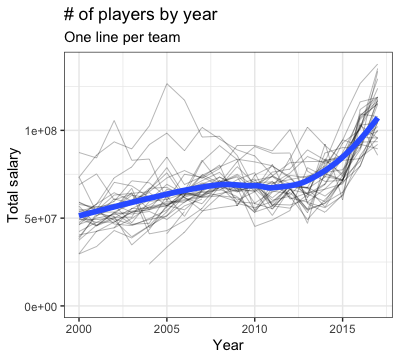 # of players by year
One line per team
Total salary
1e+08
5e+07
0e+00
2000 2005 2010 2015
Year